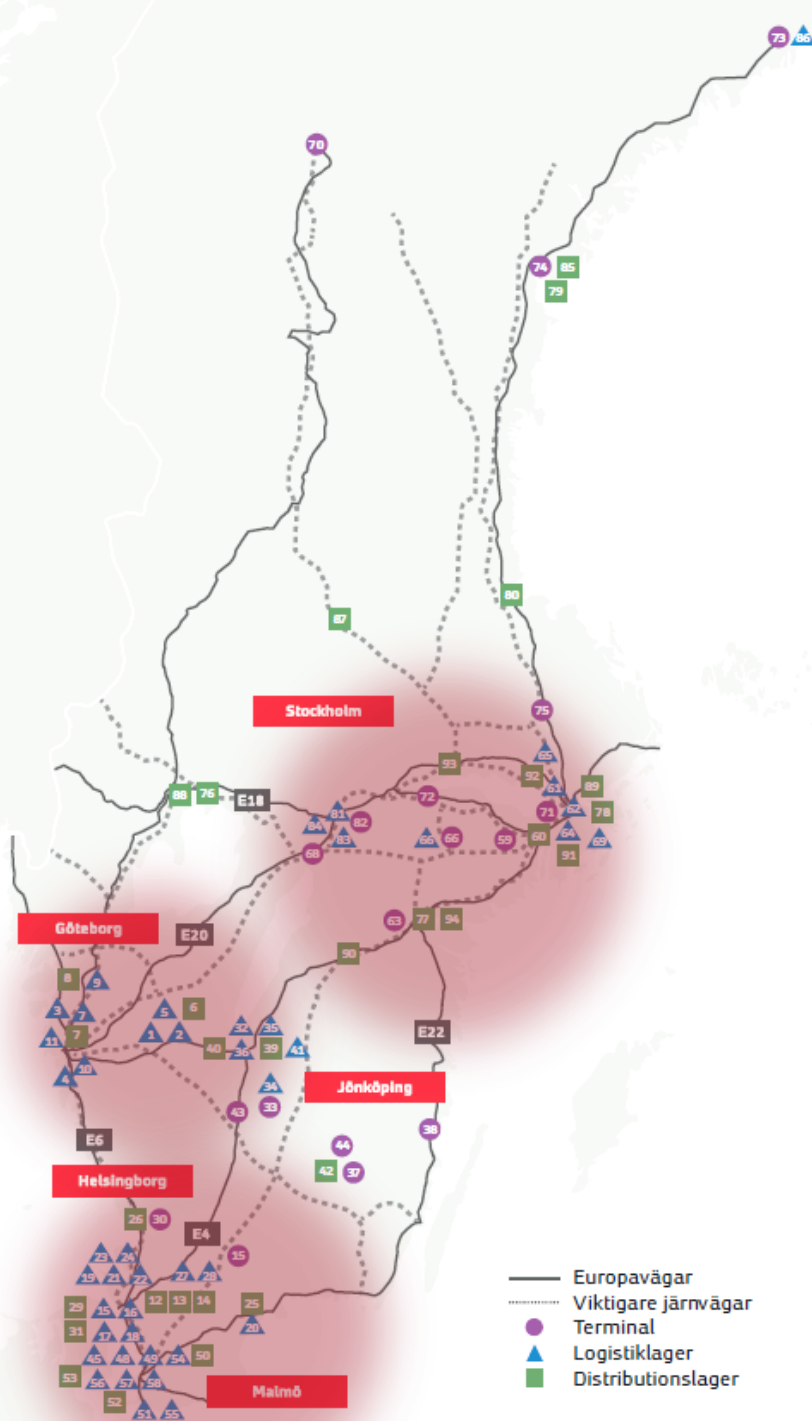 73 86
70
74 85
79
80
87
Stockholm
75
65
93
92
61 89
88 76 E18
72
81
84 82
83
66 66 59
71 62 78
60 64 69
91
68
63 77 94
90
Göteborg
E20
8 9
3 7
5 6
11 7
1 2
40 36 39 41
32 35
10
4
34
33
43
E22
Jönköping
38
E6
44
42 37
Helsingborg
26 30
E4
15
23 24
19 21 22 27 28
29 15 16 12 13 14 25
31 17 18 20
45 48 49 54 50
53 56 57 58
52
51 55
Malmö
Europavägar
Viktigare järnvägar
Terminal
Logistiklager
Distributionslager